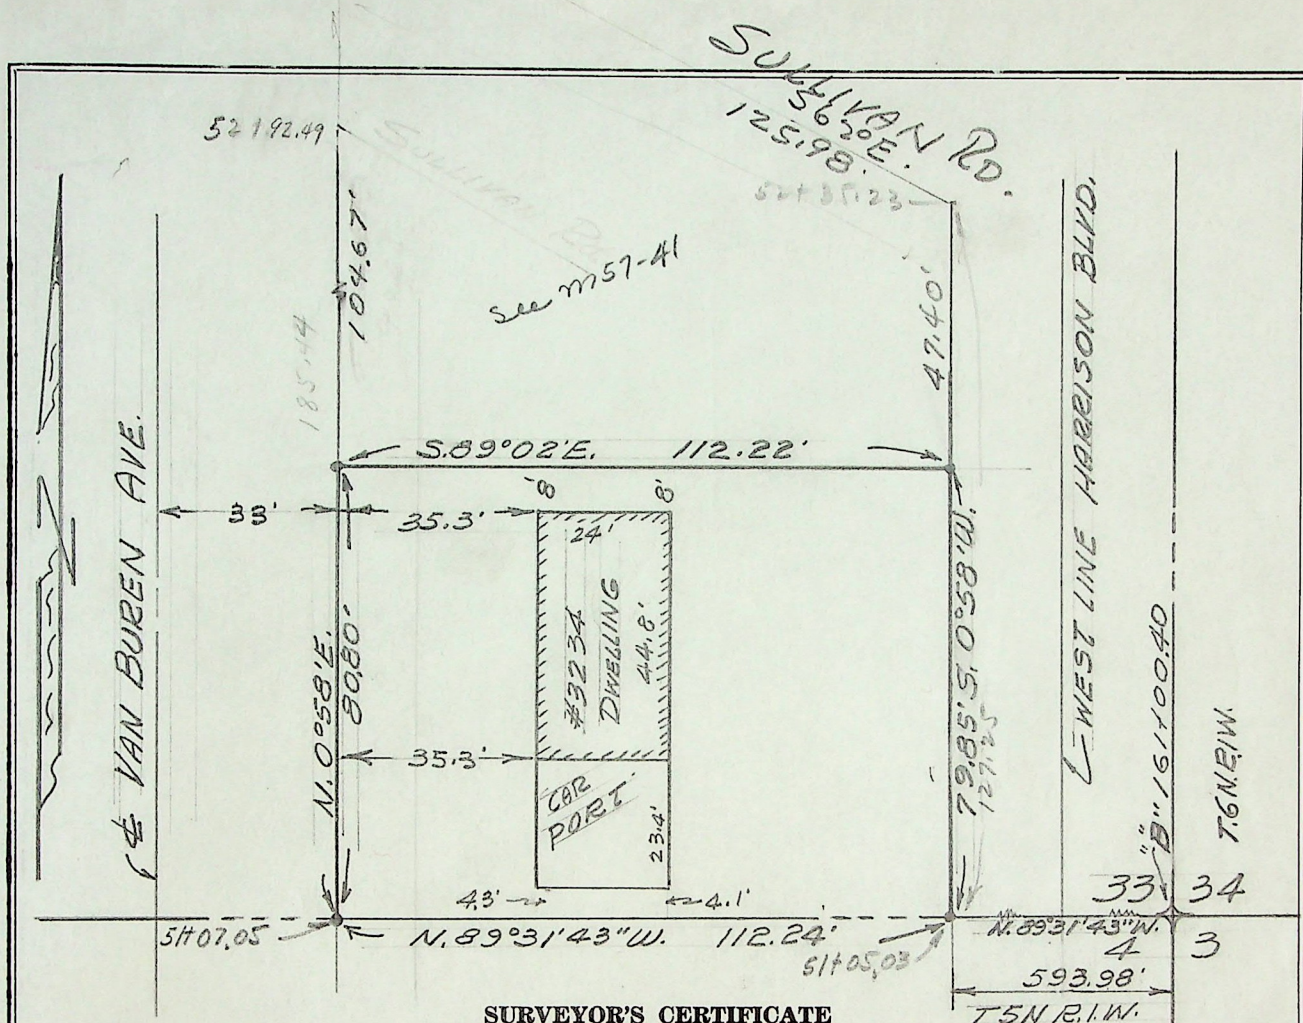 SULLIVAN RD.
S 62° E.
125.98.
52+92.49
SULLIVAN RD
52+35.23
104.67'
185.44
See M57-41
47.40'
WEST LINE HARRISON BLVD.
S.89°02'E. 112.22'
33'
35.3'
8'
8'
24'
#3234
DWELLING
44.8'
N
₵ VAN BUREN AVE.
N. 0°58'E.
80.80'
79.85' S. 0°58'W.
127.25
35.3'
CAR
PORT
23.4'
"B" 161+00.40
T.6N.R.1W.
4.3'
4.1'
33 34
51+07.05
N. 89°31'43"W. 112.24'
51+05.03
N. 89°31'43"W.
4 3
593.98'
T5N R.1.W.
SURVEYOR'S CERTIFICATE